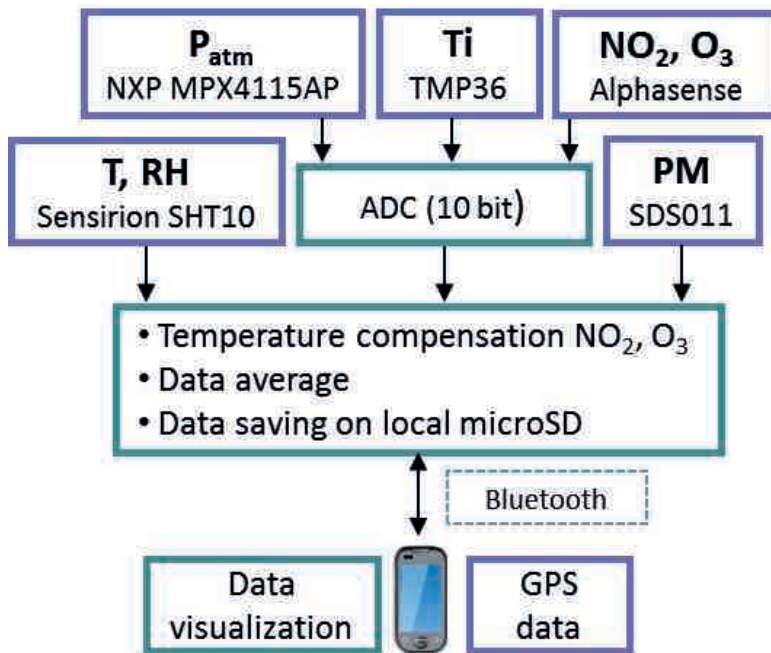 P_atm
NXP MPX4115AP
Ti
TMP36
NO₂, O₃
Alphasense
T, RH
Sensirion SHT10
ADC (10 bit)
PM
SDS011
• Temperature compensation NO₂, O₃
• Data average
• Data saving on local microSD
Bluetooth
Data
visualization
GPS
data